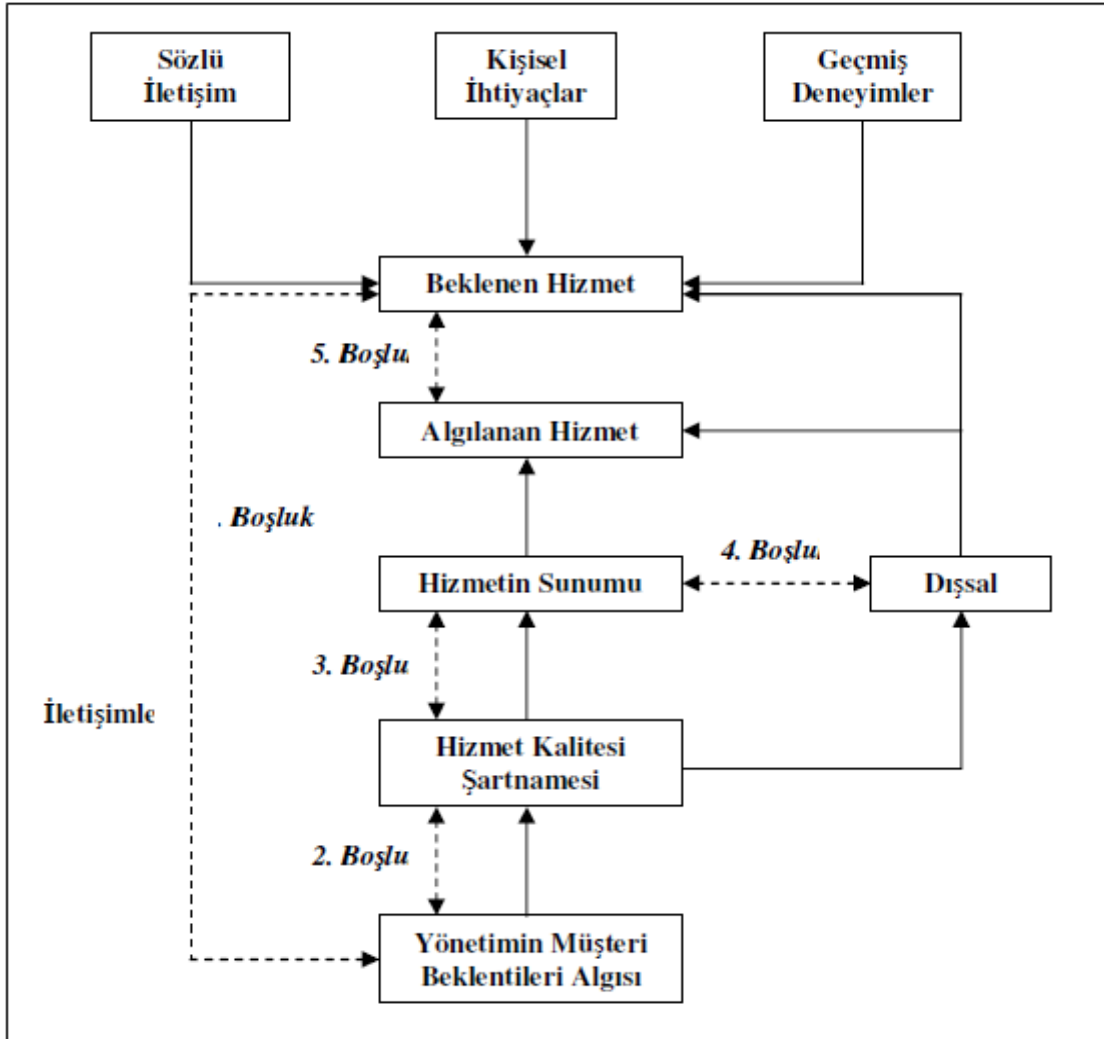 Sözlü
İletişim
Kişisel
İhtiyaçlar
Geçmiş
Deneyimler
Beklenen Hizmet
5. Boşlu
Algılanan Hizmet
. Boşluk
4. Boşlu
Hizmetin Sunumu
Dışsal
3. Boşlu
İletişimle
Hizmet Kalitesi
Şartnamesi
2. Boşlu
Yönetimin Müşteri
Beklentileri Algısı